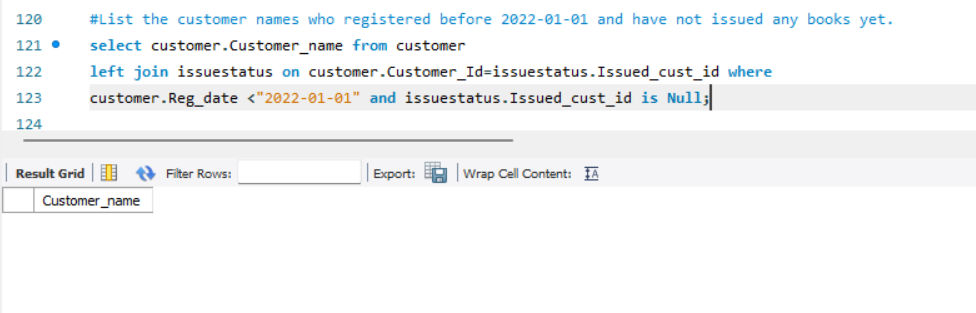 120 #List the customer names who registered before 2022-01-01 and have not issued any books yet.
121 select customer.Customer_name from customer
122 left join issuestatus on customer.Customer_Id=issuestatus.Issued_cust_id where
123 customer.Reg_date <"2022-01-01" and issuestatus.Issued_cust_id is Null;
124
Result Grid Filter Rows: Export: Wrap Cell Content: IA
Customer_name